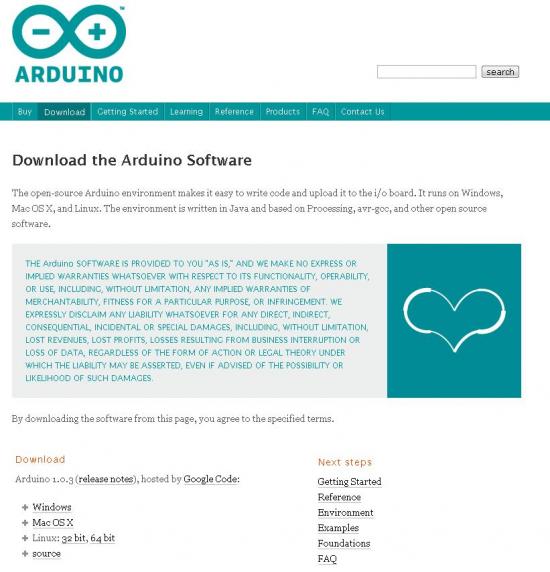 TM
ARDUINO
search
Buy Download Getting Started Learning Reference Products FAQ Contact Us
Download the Arduino Software
The open-source Arduino environment makes it easy to write code and upload it to the i/o board. It runs on Windows,
Mac OS X, and Linux. The environment is written in Java and based on Processing, avr-gcc, and other open source
software.
THE Arduino SOFTWARE IS PROVIDED TO YOU "AS IS," AND WE MAKE NO EXPRESS OR
IMPLIED WARRANTIES WHATSOEVER WITH RESPECT TO ITS FUNCTIONALITY, OPERABILITY,
OR USE, INCLUDING, WITHOUT LIMITATION, ANY IMPLIED WARRANTIES OF
MERCHANTABILITY, FITNESS FOR A PARTICULAR PURPOSE, OR INFRINGEMENT. WE
EXPRESSLY DISCLAIM ANY LIABILITY WHATSOEVER FOR ANY DIRECT, INDIRECT,
CONSEQUENTIAL, INCIDENTAL OR SPECIAL DAMAGES, INCLUDING, WITHOUT LIMITATION,
LOST REVENUES, LOST PROFITS, LOSSES RESULTING FROM BUSINESS INTERRUPTION OR
LOSS OF DATA, REGARDLESS OF THE FORM OF ACTION OR LEGAL THEORY UNDER
WHICH THE LIABILITY MAY BE ASSERTED, EVEN IF ADVISED OF THE POSSIBILITY OR
LIKELIHOOD OF SUCH DAMAGES.
By downloading the software from this page, you agree to the specified terms.
Download
Arduino 1.0.3 (release notes), hosted by Google Code:
Windows
Mac OS X
Linux: 32 bit, 64 bit
source
Next steps
Getting Started
Reference
Environment
Examples
Foundations
FAQ